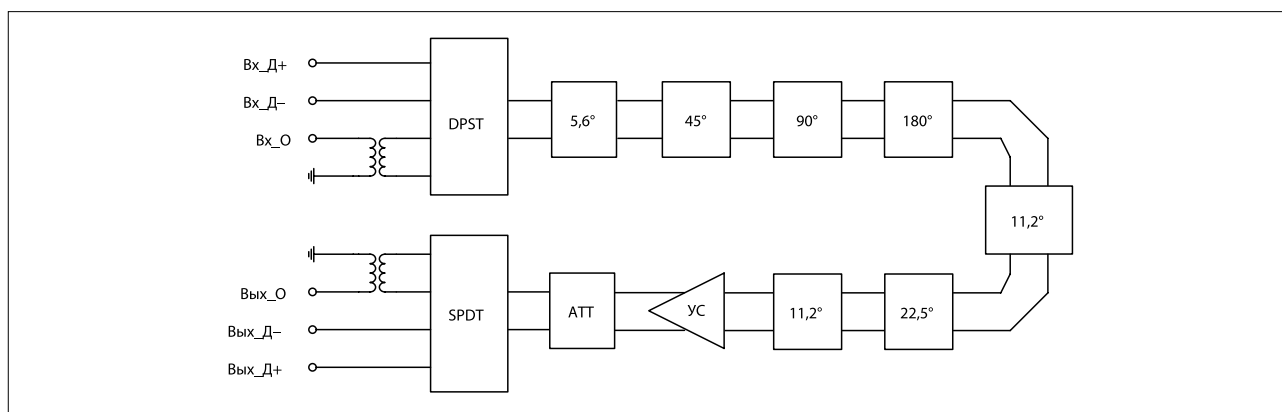 Вх_Д+
Вх_Д–
Вх_О
DPST
5,6°
45°
90°
180°
11,2°
Вых_О
Вых_Д–
Вых_Д+
SPDT
АТТ
УС
11,2°
22,5°